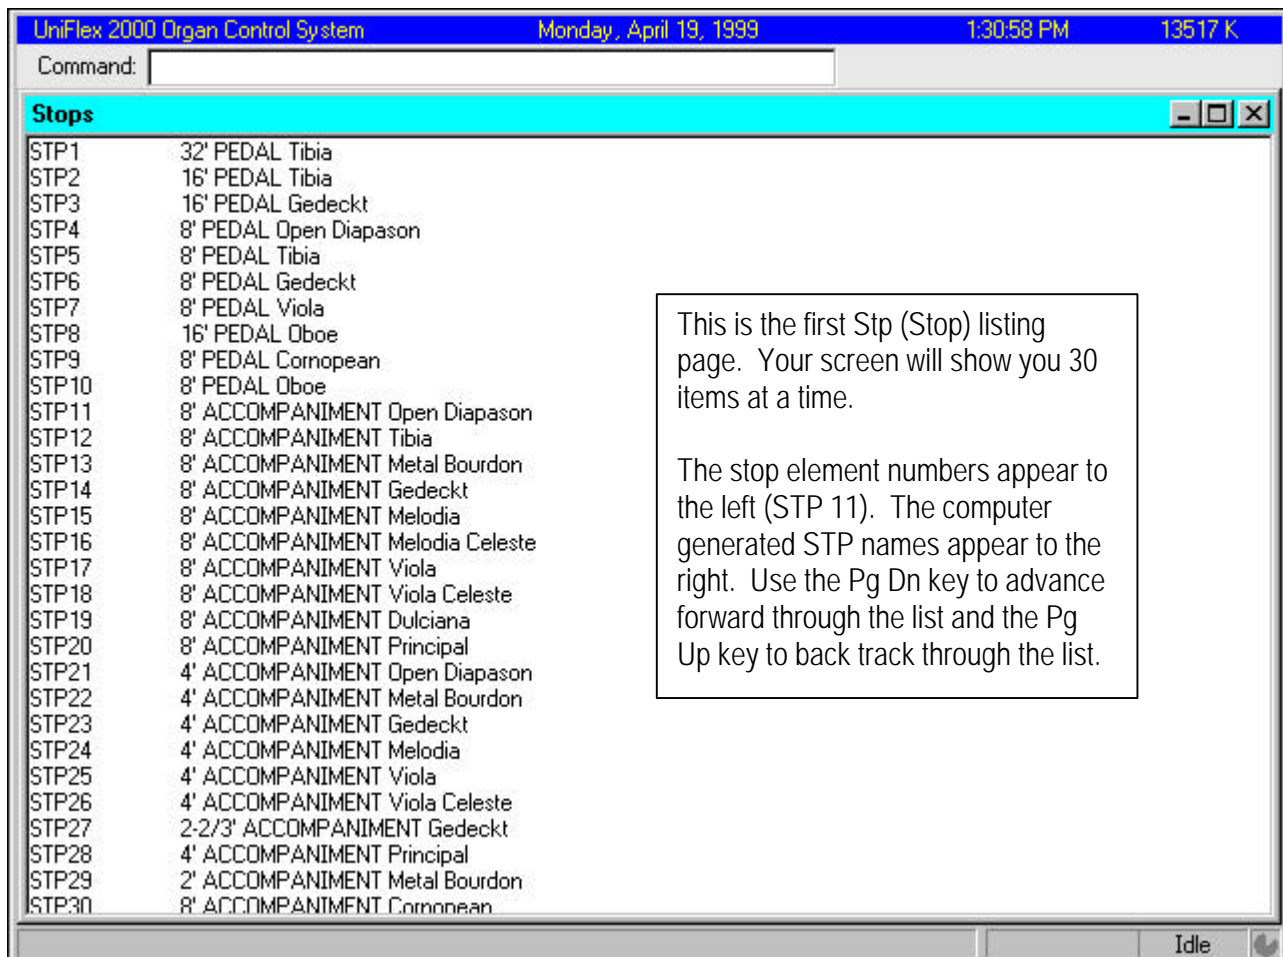 UniFlex 2000 Organ Control System Monday, April 19, 1999 1:30:58 PM 13517 K
Command:
Stops
STP1 32' PEDAL Tibia
STP2 16' PEDAL Tibia
STP3 16' PEDAL Gedeckt
STP4 8' PEDAL Open Diapason
STP5 8' PEDAL Tibia
STP6 8' PEDAL Gedeckt
STP7 8' PEDAL Viola
STP8 16' PEDAL Oboe
STP9 8' PEDAL Cornopean
STP10 8' PEDAL Oboe
STP11 8' ACCOMPANIMENT Open Diapason
STP12 8' ACCOMPANIMENT Tibia
STP13 8' ACCOMPANIMENT Metal Bourdon
STP14 8' ACCOMPANIMENT Gedeckt
STP15 8' ACCOMPANIMENT Melodia
STP16 8' ACCOMPANIMENT Melodia Celeste
STP17 8' ACCOMPANIMENT Viola
STP18 8' ACCOMPANIMENT Viola Celeste
STP19 8' ACCOMPANIMENT Dulciana
STP20 8' ACCOMPANIMENT Principal
STP21 4' ACCOMPANIMENT Open Diapason
STP22 4' ACCOMPANIMENT Metal Bourdon
STP23 4' ACCOMPANIMENT Gedeckt
STP24 4' ACCOMPANIMENT Melodia
STP25 4' ACCOMPANIMENT Viola
STP26 4' ACCOMPANIMENT Viola Celeste
STP27 2-2/3' ACCOMPANIMENT Gedeckt
STP28 4' ACCOMPANIMENT Principal
STP29 2' ACCOMPANIMENT Metal Bourdon
STP30 8' ACCOMPANIMENT Cornopean
This is the first Stp (Stop) listing
page. Your screen will show you 30
items at a time.
The stop element numbers appear to
the left (STP 11). The computer
generated STP names appear to the
right. Use the Pg Dn key to advance
forward through the list and the Pg
Up key to back track through the list.
Idle